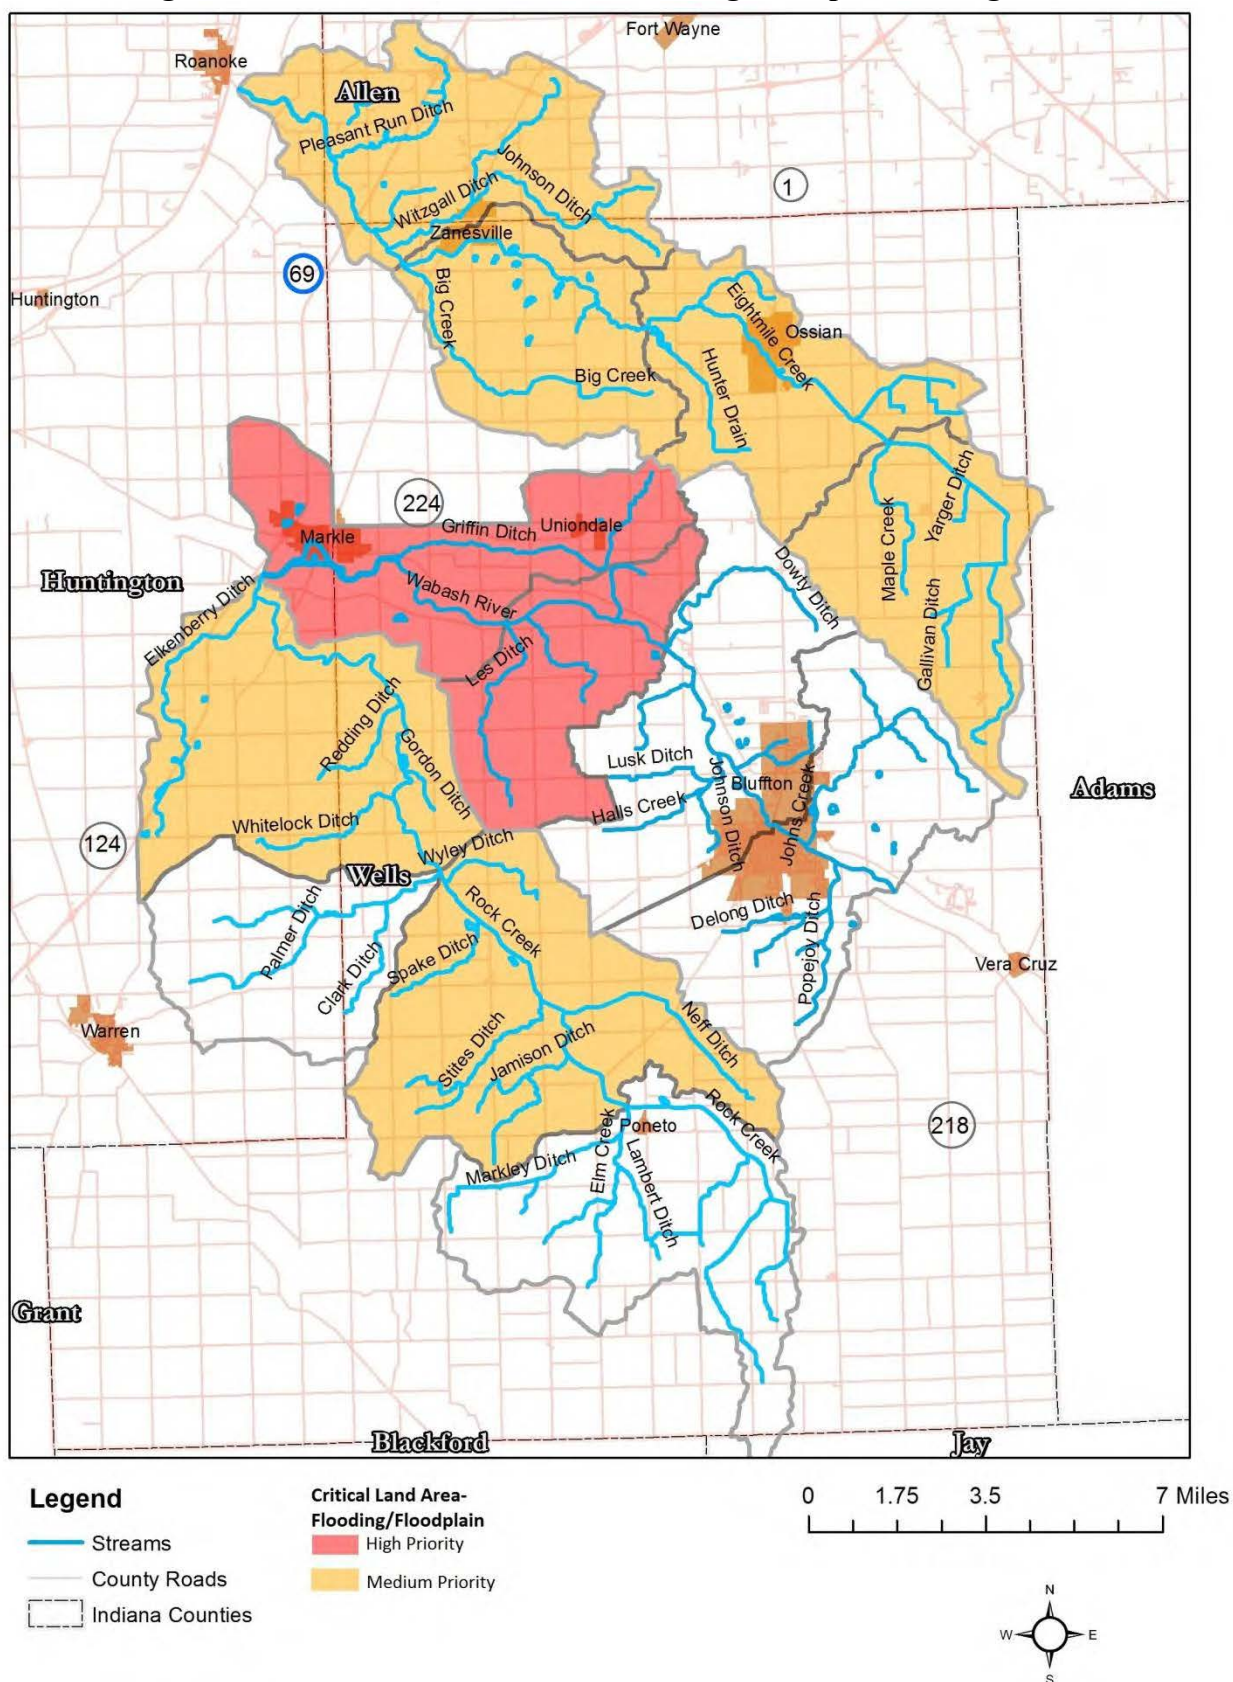 Fort Wayne
Roanoke
Allen
Pleasant Run Ditch
Johnson Ditch
1
Witzgall Ditch
Zanesville
69
Huntington
Big Creek
Eightmile Creek
Ossian
Big Creek
Hunter Drain
Yarger Ditch
224
Griffin Ditch
Uniondale
Markle
Maple Creek
Huntington
Elkenberry Ditch
Wabash River
Dowty Ditch
Gallivan Ditch
Les Ditch
Redding Ditch
Gordon Ditch
Lusk Ditch
Johnson Ditch
Bluffton
Adams
Halls Creek
Johns Creek
Whitelock Ditch
124
Wyley Ditch
Wells
Rock Creek
Delong Ditch
Palmer Ditch
Spake Ditch
Popejoy Ditch
Vera Cruz
Clark Ditch
Warren
Stites Ditch
Jamison Ditch
Neff Ditch
Rock Creek
Poneto
218
Elm Creek
Markley Ditch
Lambert Ditch
Grant
Blackford
Jay
Legend
Streams
County Roads
Indiana Counties
Critical Land Area-
Flooding/Floodplain
High Priority
Medium Priority
0 1.75 3.5 7 Miles
N
W E
S